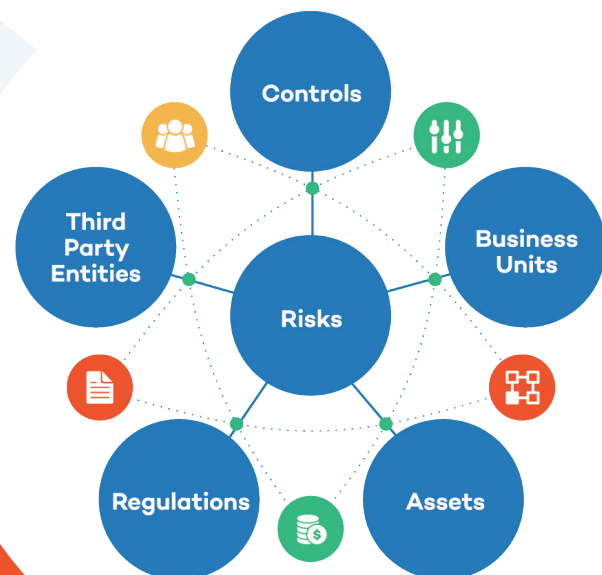 Controls
Third
Party
Entities
Business
Units
Risks
Regulations
Assets
$